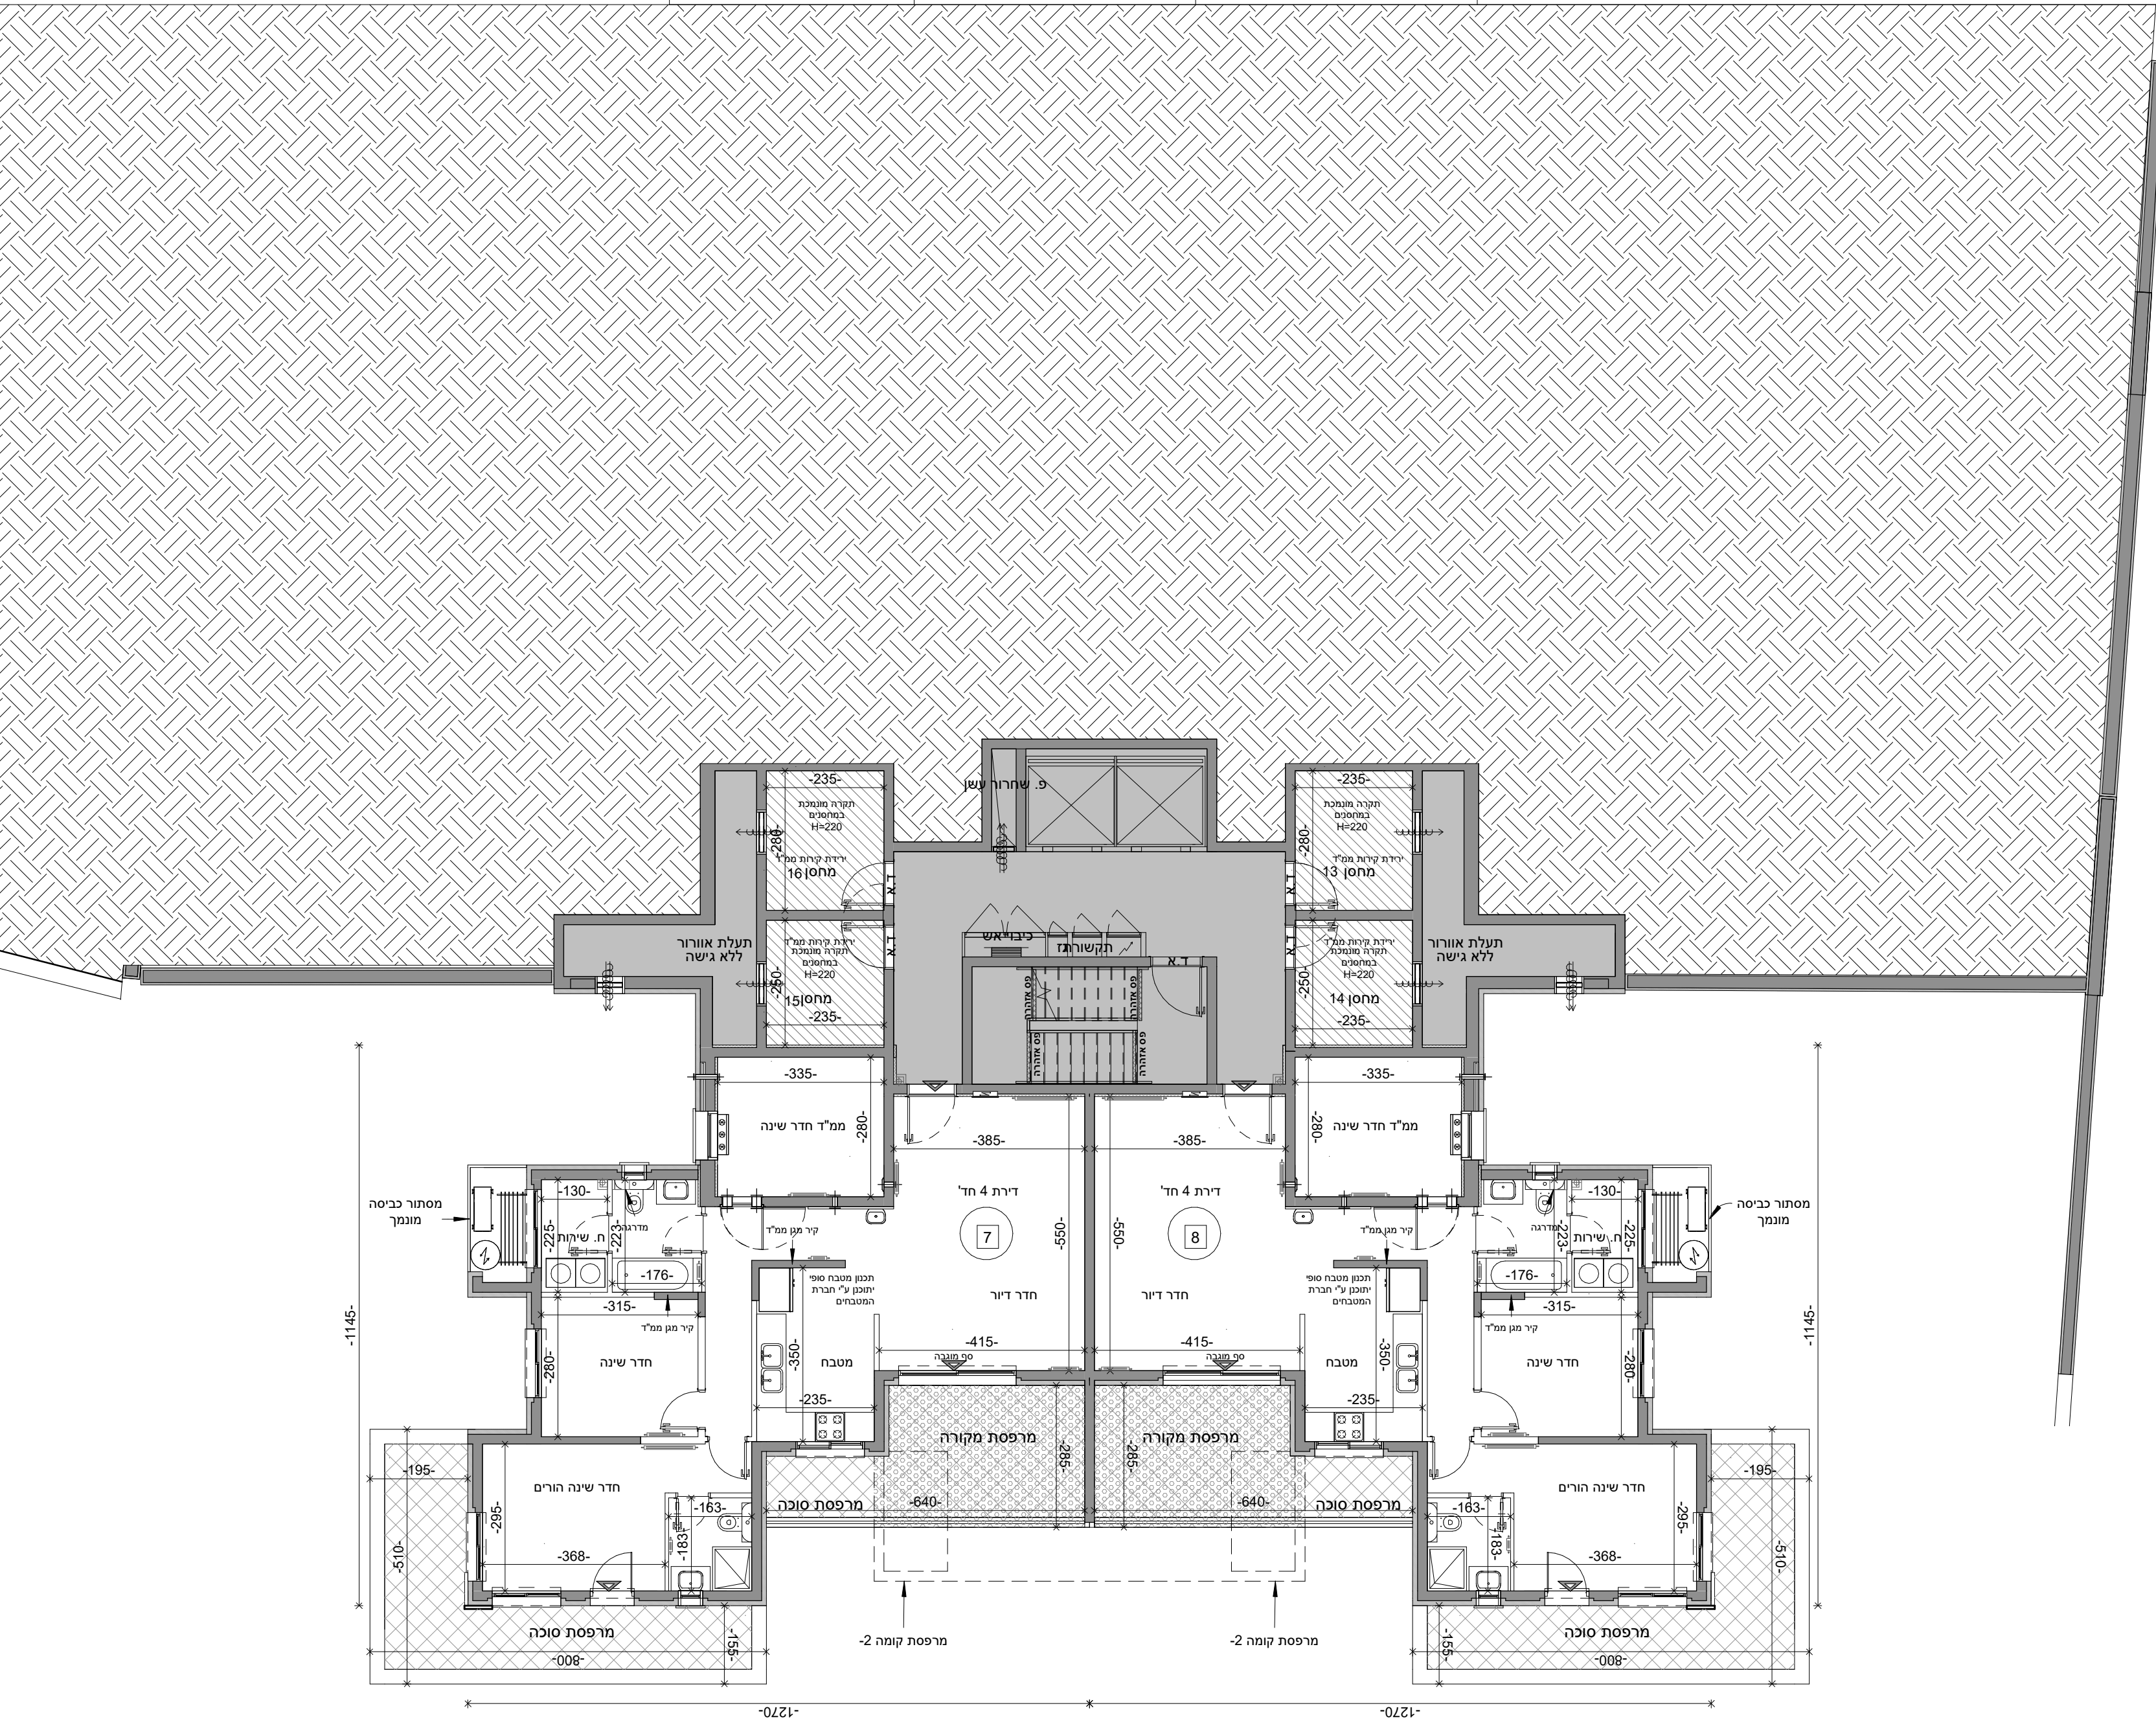 פ. שחרור עשן
-235-
תקרה מונמכת
במחסנים
H=220
-280-
ירידת קירות ממ"ד
מחסן 16
ד.א
-235-
תקרה מונמכת
במחסנים
H=220
-280-
ירידת קירות ממ"ד
מחסן 13
ד.א
תעלת אוורור
ללא גישה
ירידת קירות ממ"ד
תקרה מונמכת
במחסנים
H=220
-250-
מחסן 15
-235-
ד.א
כיבוי אש
תקשורת
גז
ד.א
פס אזהרה
פס אזהרה
פס אזהרה
פס אזהרה
ירידת קירות ממ"ד
תקרה מונמכת
במחסנים
H=220
-250-
מחסן 14
-235-
ד.א
תעלת אוורור
ללא גישה
-335-
ממ"ד חדר שינה
-280-
-385-
-385-
-335-
ממ"ד חדר שינה
-280-
דירת 4 חד'
7
-550-
דירת 4 חד'
8
-550-
מסתור כביסה
מונמך
-130-
-225-
ח. שירות
-223-
מדרגה
-176-
קיר מגן ממ"ד
קיר מגן ממ"ד
-130-
-225-
ח. שירות
-223-
מדרגה
-176-
מסתור כביסה
מונמך
תכנון מטבח סופי
יתוכנן ע"י חברת
המטבחים
חדר דיור
חדר דיור
תכנון מטבח סופי
יתוכנן ע"י חברת
המטבחים
-315-
קיר מגן ממ"ד
-315-
קיר מגן ממ"ד
-1145-
-1145-
-415-
סף מוגבה
-415-
סף מוגבה
חדר שינה
-280-
-350-
מטבח
-235-
מטבח
-350-
-235-
חדר שינה
-280-
מרפסת מקורה
-285-
מרפסת מקורה
-285-
-195-
-510-
חדר שינה הורים
-295-
-368-
-163-
-183-
מרפסת סוכה
-640-
-640-
מרפסת סוכה
-163-
-183-
חדר שינה הורים
-295-
-368-
-195-
-510-
מרפסת סוכה
-155-
-800-
מרפסת קומה 2-
מרפסת קומה 2-
מרפסת סוכה
-155-
-800-
-1270-
-1270-